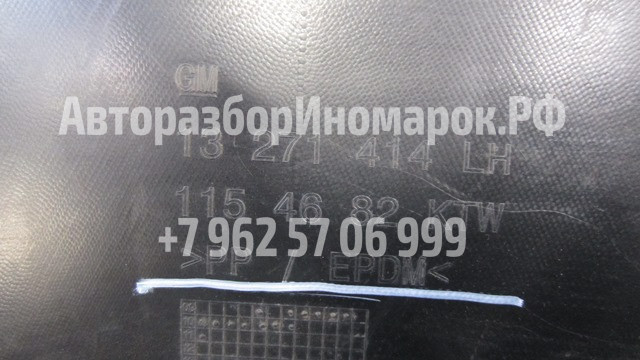 GM
АвторазборИномарок.РФ
13 271 414 LH
115 46 82 KTW
+7 962 57 06 999
>PP / EPDM<